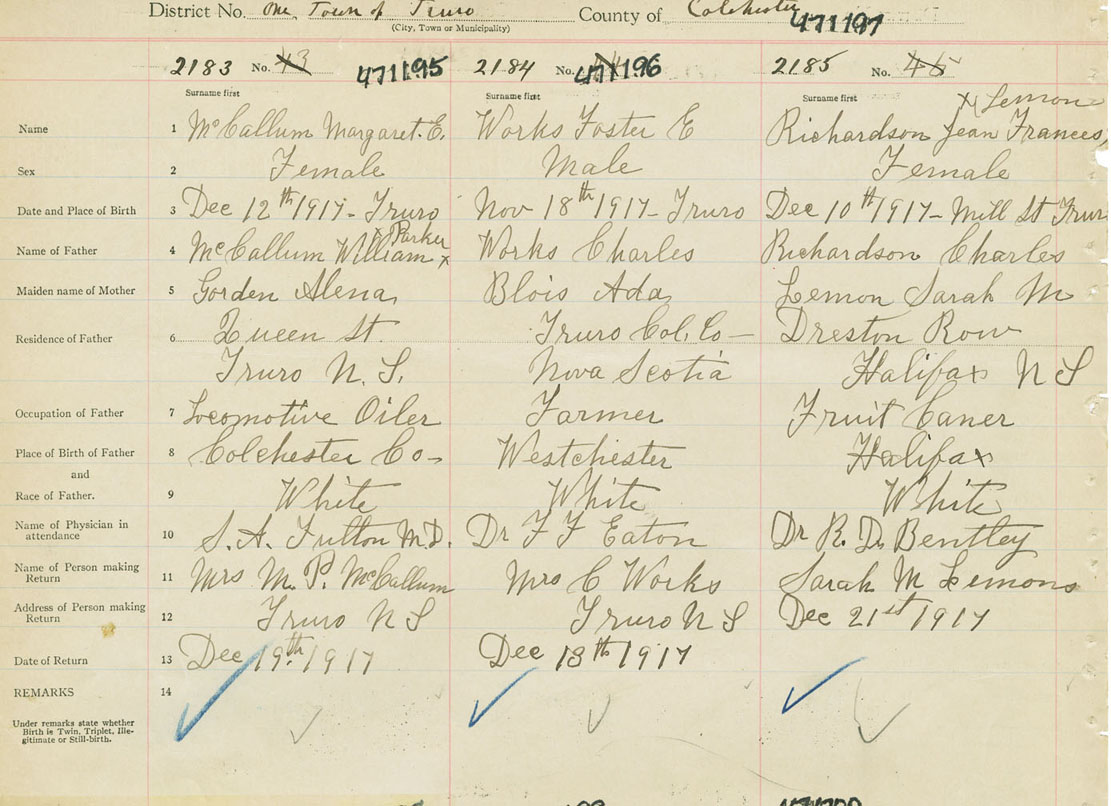 District No. One, Town of Truro County of Colchester
(City, Town or Municipality)
471197
2183 No. 43 471195 2184 No. 471196 2185 No. 45
Surname first Surname first Surname first
x Lemon
Name 1 McCallum Margaret. E. Works Foster E Richardson Jean Frances,
Sex 2 Female Male Female
Date and Place of Birth 3 Dec 12th 1917 - Truro Nov 18th 1917 - Truro Dec 10th 1917 - Mill St Truro
x Parker
Name of Father 4 McCallum William x Works Charles Richardson Charles
Maiden name of Mother 5 Gorden Alena Blois Ada Lemon Sarah M
Residence of Father 6 Queen St. Truro Col. Co - Dreston Row
Truro N. S. Nova Scotia Halifax N S
Occupation of Father 7 Locomotive Oiler Farmer Fruit Caner
Place of Birth of Father 8 Colchester Co - Westchester Halifax
and
Race of Father. 9 White White White
Name of Physician in attendance 10 S. A. Fulton M.D. Dr F F Eaton Dr R. D. Bentley
Name of Person making Return 11 Mrs M. P. McCallum Mrs C Works Sarah M Lemons
Address of Person making Return 12 Truro N S Truro N S Dec 21st 1917
Date of Return 13 Dec 19th 1917 Dec 18th 1917
REMARKS 14
Under remarks state whether
Birth is Twin, Triplet, Ille-
gitimate or Still-birth.